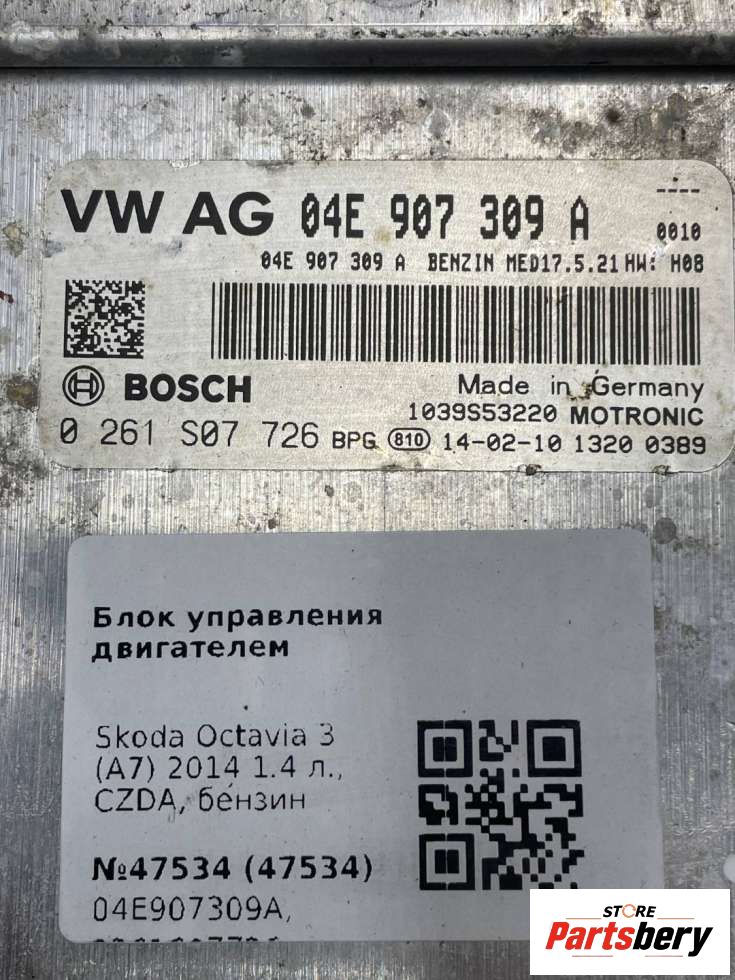 VW AG 04E 907 309 A ----
0010
04E 907 309 A BENZIN MED17.5.21 HW: H08
BOSCH
Made in Germany
1039S53220 MOTRONIC
0 261 S07 726 BPG 810 14-02-10 1320 0389
Блок управления
двигателем
Skoda Octavia 3
(A7) 2014 1.4 л.,
CZDA, бензин
№47534 (47534)
04E907309A,
STORE
Partsbery